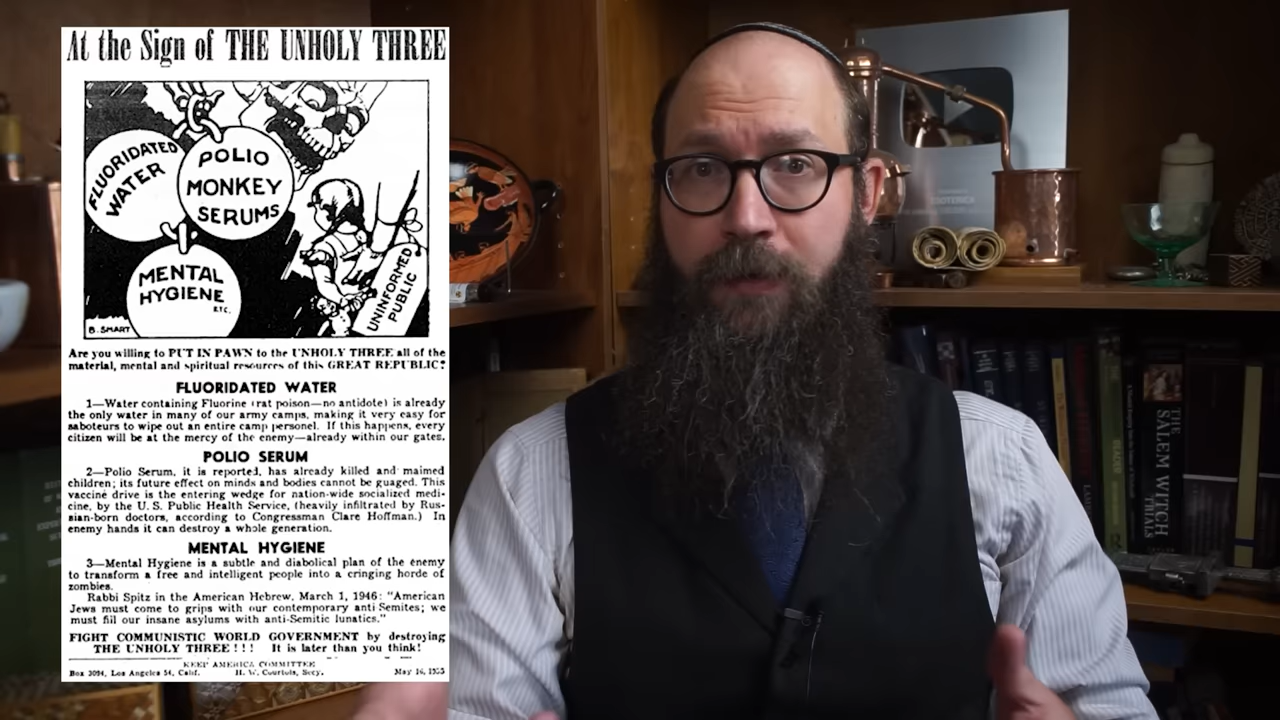 At the Sign of THE UNHOLY THREE
FLUORIDATED
WATER
POLIO
MONKEY
SERUMS
MENTAL
HYGIENE
ETC.
UNINFORMED
PUBLIC
B. SMART
Are you willing to PUT IN PAWN to the UNHOLY THREE all of the
material, mental and spiritual resources of this GREAT REPUBLIC?
FLUORIDATED WATER
1—Water containing Fluorine (rat poison—no antidote) is already
the only water in many of our army camps, making it very easy for
saboteurs to wipe out an entire camp personnel. If this happens, every
citizen will be at the mercy of the enemy—already within our gates.
POLIO SERUM
2—Polio Serum, it is reported, has already killed and maimed
children; its future effect on minds and bodies cannot be guaged. This
vaccine drive is the entering wedge for nation-wide socialized medi-
cine, by the U. S. Public Health Service, (heavily infiltrated by Rus-
sian-born doctors, according to Congressman Clare Hoffman.) In
enemy hands it can destroy a whole generation.
MENTAL HYGIENE
3—Mental Hygiene is a subtle and diabolical plan of the enemy
to transform a free and intelligent people into a cringing horde of
zombies.
Rabbi Spitz in the American Hebrew, March 1, 1946: "American
Jews must come to grips with our contemporary anti Semites; we
must fill our insane asylums with anti-Semitic lunatics."
FIGHT COMMUNISTIC WORLD GOVERNMENT by destroying
THE UNHOLY THREE ! ! ! It is later than you think!
KEEP AMERICA COMMITTEE
Box 3094, Los Angeles 54, Calif. H. W. Courtois, Secy. May 16, 1955
ESOTERICA
THE
SALEM WITCH
TRIALS
READER